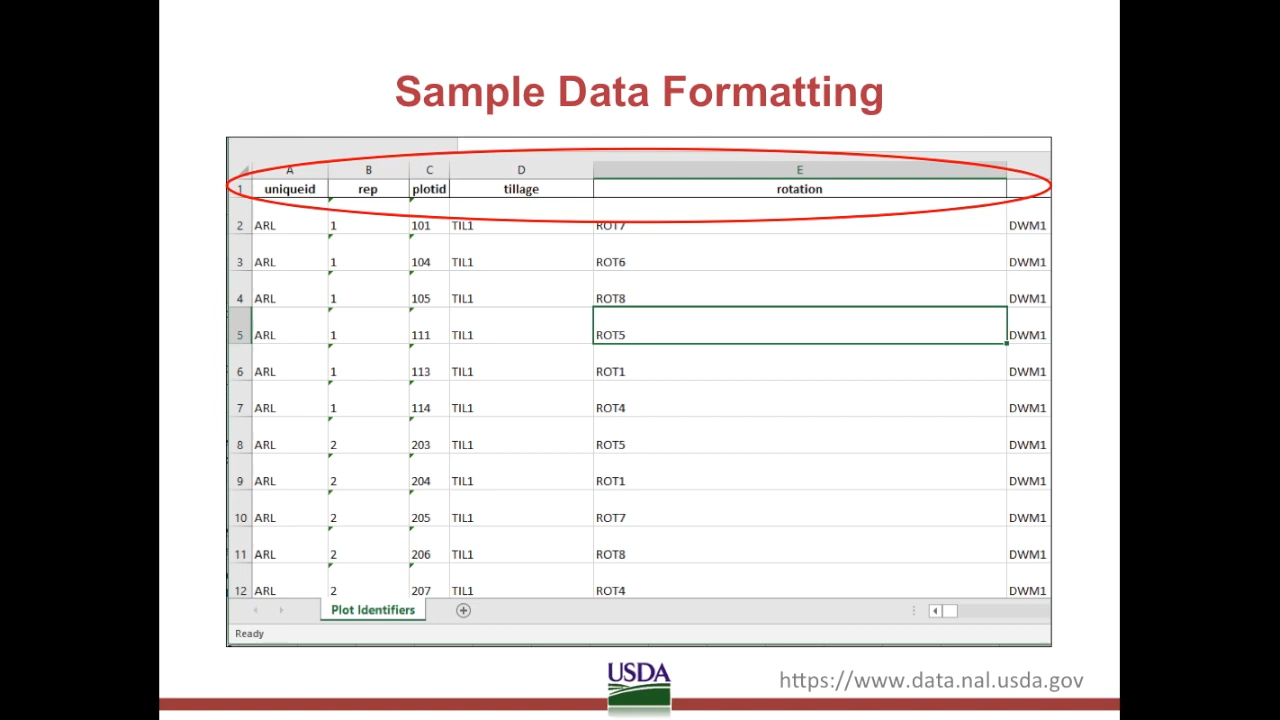 Sample Data Formatting
A B C D E
1 uniqueid rep plotid tillage rotation
2 ARL 1 101 TIL1 ROT7 DWM1
3 ARL 1 104 TIL1 ROT6 DWM1
4 ARL 1 105 TIL1 ROT8 DWM1
5 ARL 1 111 TIL1 ROT5 DWM1
6 ARL 1 113 TIL1 ROT1 DWM1
7 ARL 1 114 TIL1 ROT4 DWM1
8 ARL 2 203 TIL1 ROT5 DWM1
9 ARL 2 204 TIL1 ROT1 DWM1
10 ARL 2 205 TIL1 ROT7 DWM1
11 ARL 2 206 TIL1 ROT8 DWM1
12 ARL 2 207 TIL1 ROT4 DWM1
Plot Identifiers
Ready
USDA
https://www.data.nal.usda.gov